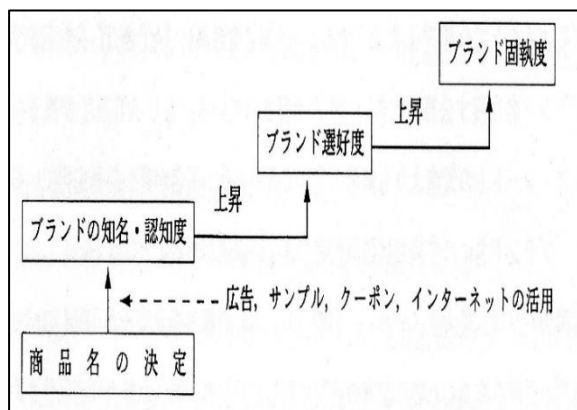 ブランド固執度
上昇
ブランド選好度
上昇
ブランドの知名・認知度
広告，サンプル，クーポン，インターネットの活用
商品名の決定